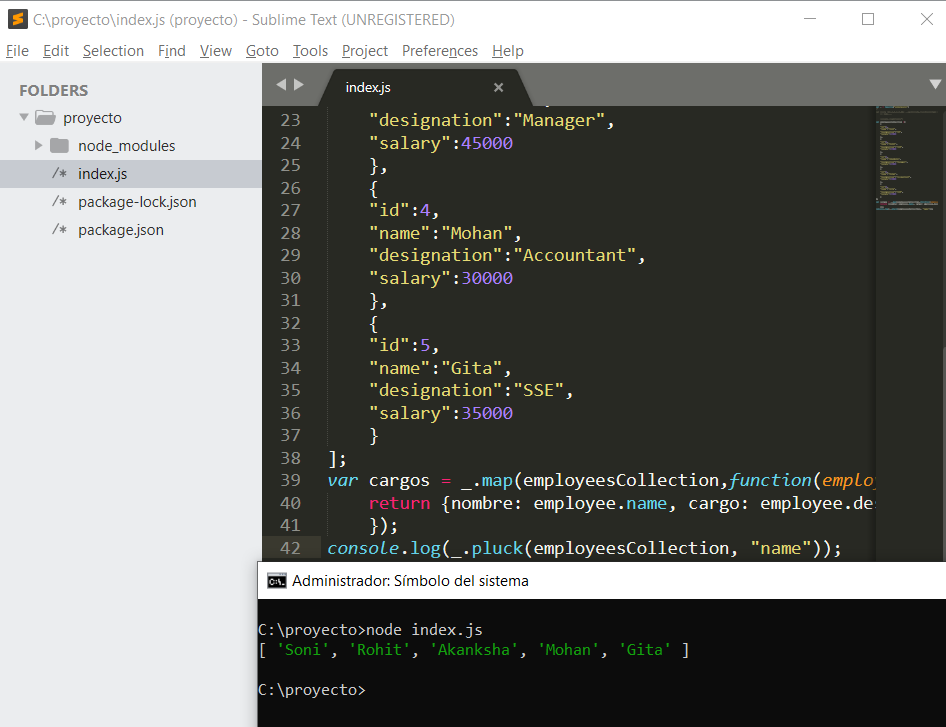 C:\proyecto\index.js (proyecto) - Sublime Text (UNREGISTERED)
File Edit Selection Find View Goto Tools Project Preferences Help
FOLDERS
proyecto
node_modules
/* index.js
/* package-lock.json
/* package.json
index.js
23 "designation":"Manager",
24 "salary":45000
25 },
26 {
27 "id":4,
28 "name":"Mohan",
29 "designation":"Accountant",
30 "salary":30000
31 },
32 {
33 "id":5,
34 "name":"Gita",
35 "designation":"SSE",
36 "salary":35000
37 }
38 ];
39 var cargos = _.map(employeesCollection,function(emplo
40 return {nombre: employee.name, cargo: employee.de
41 });
42 console.log(_.pluck(employeesCollection, "name"));
Administrador: Símbolo del sistema
C:\proyecto>node index.js
[ 'Soni', 'Rohit', 'Akanksha', 'Mohan', 'Gita' ]
C:\proyecto>